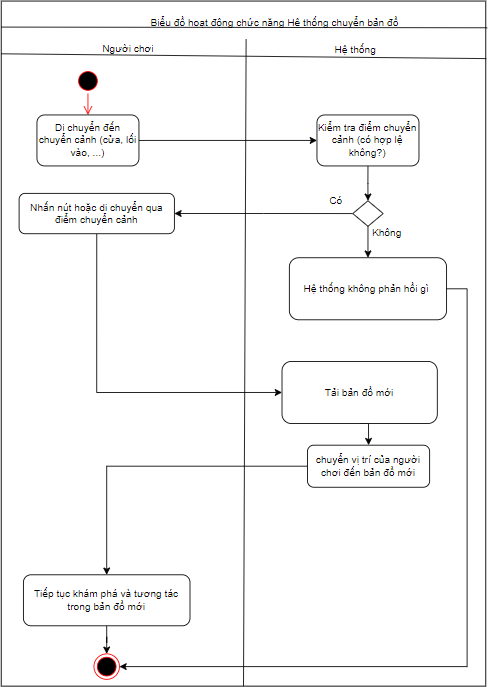 Biểu đồ hoạt động chức năng Hệ thống chuyển bản đồ
Người chơi
Hệ thống
Di chuyển đến
chuyển cảnh (cửa, lối
vào, ...)
Kiểm tra điểm chuyển
cảnh (có hợp lệ
không?)
Có
Nhấn nút hoặc di chuyển qua
điểm chuyển cảnh
Không
Hệ thống không phản hồi gì
Tải bản đồ mới
chuyển vị trí của người
chơi đến bản đồ mới
Tiếp tục khám phá và tương tác
trong bản đồ mới